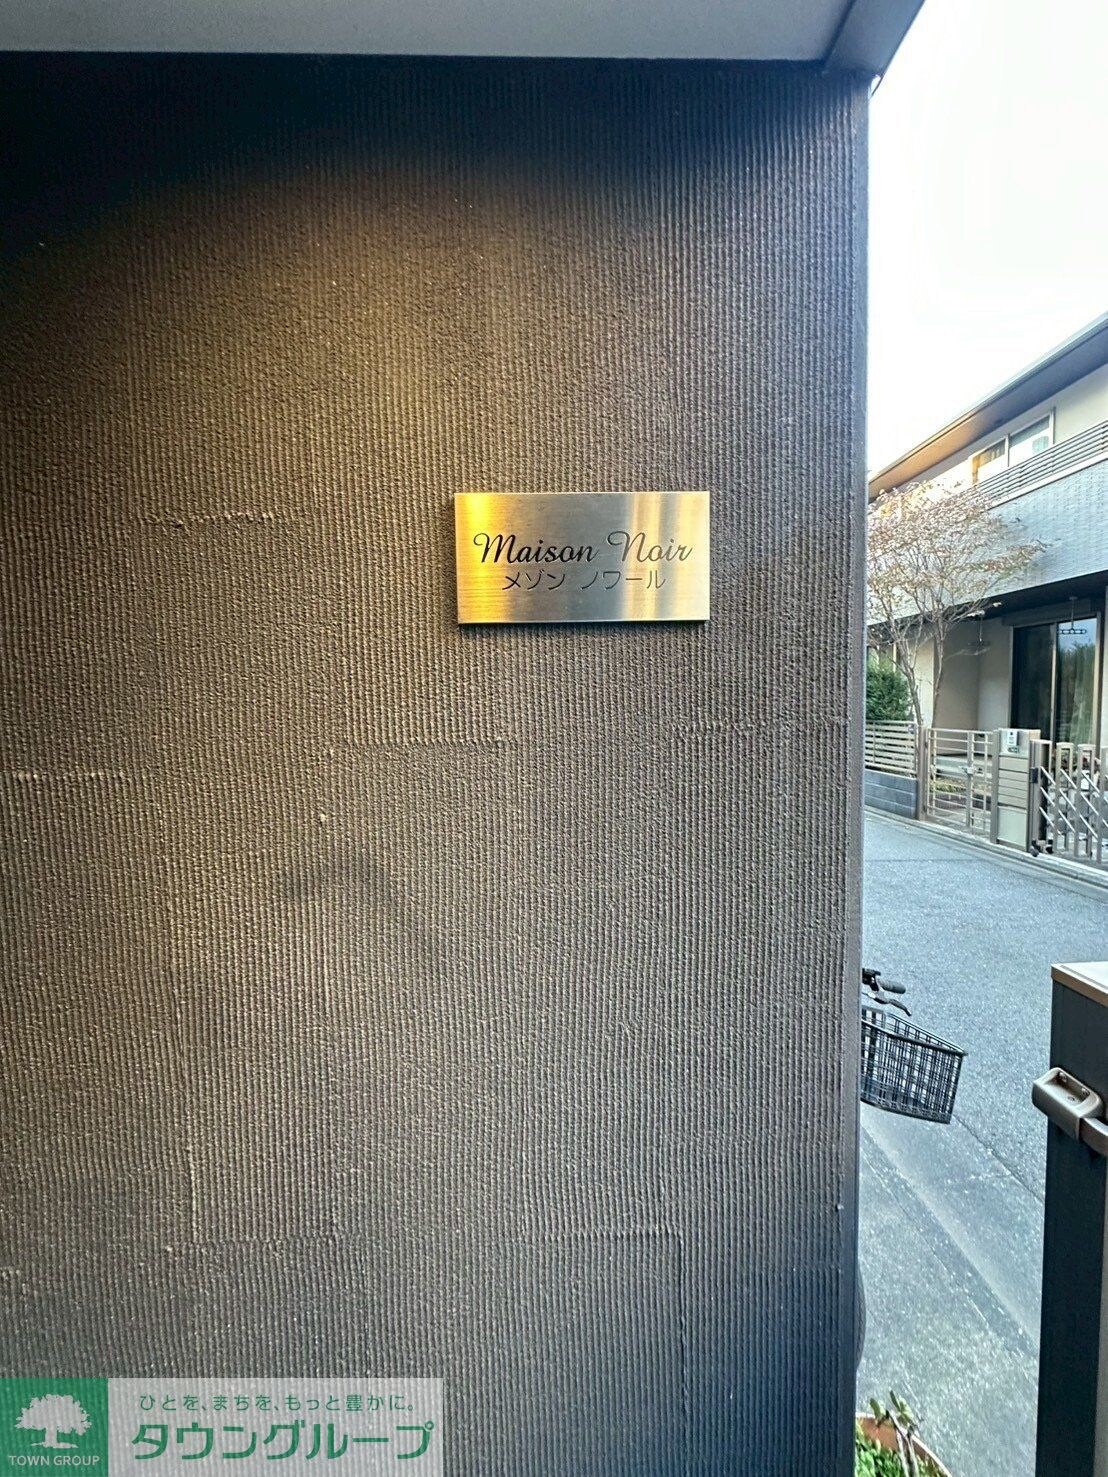 Maison Noir
メゾン ノワール
ひとを、まちを、もっと豊かに。
タウングループ
TOWN GROUP